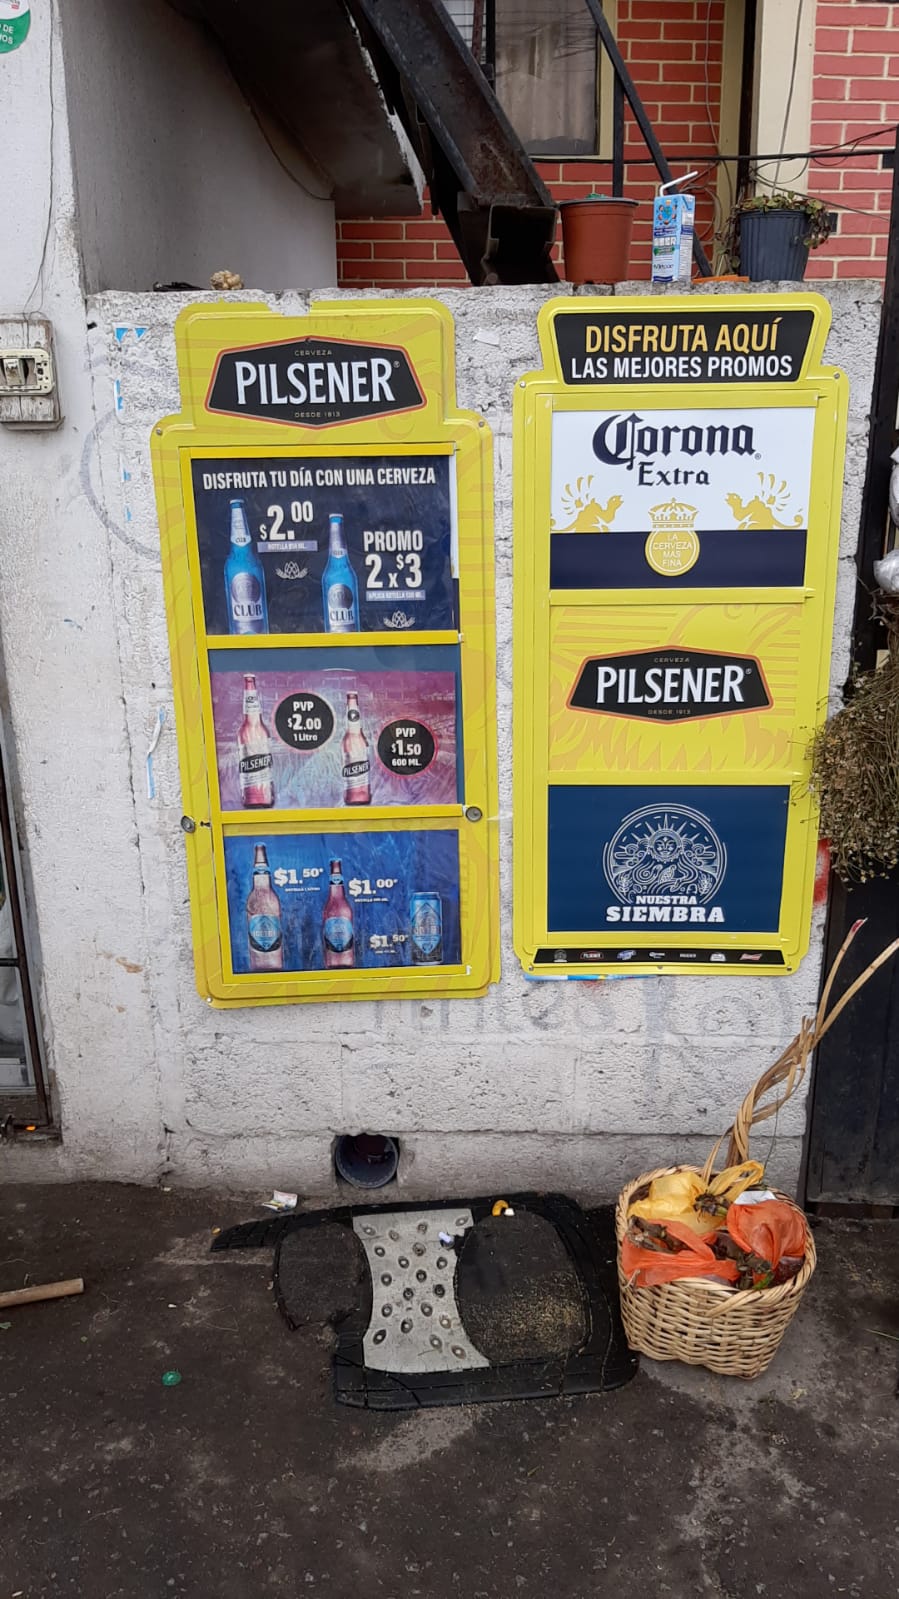 CERVEZA
PILSENER
DESDE 1913
DISFRUTA TU DÍA CON UNA CERVEZA
$2.00
CLUB
CLUB
PROMO
2 x $3
PILSENER
PVP
$2.00
1 Litro
PILSENER
PVP
$1.50
600 ML.
$1.50
$1.00
$1.50
DISFRUTA AQUÍ
LAS MEJORES PROMOS
Corona
Extra
LA
CERVEZA
MÁS
FINA
CERVEZA
PILSENER
DESDE 1913
NUESTRA
SIEMBRA